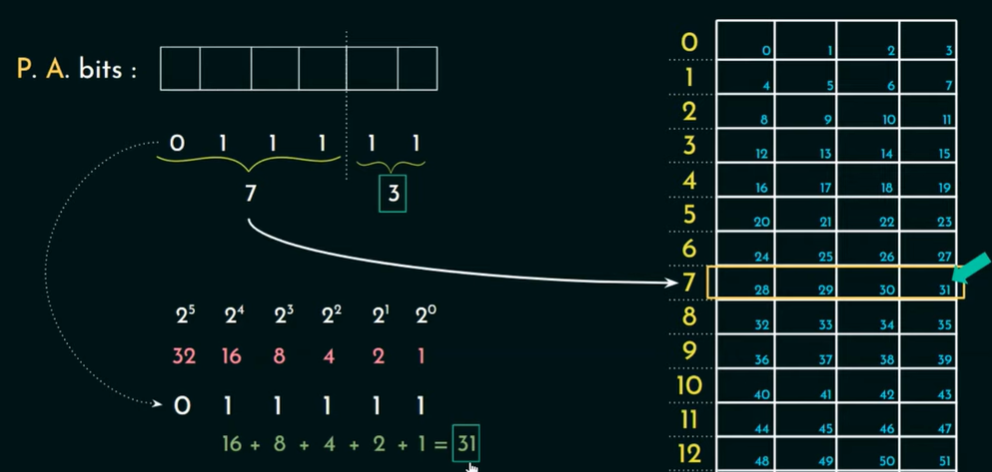 P. A. bits :
0 1 1 1 1 1
7 3
2⁵ 2⁴ 2³ 2² 2¹ 2⁰
32 16 8 4 2 1
0 1 1 1 1 1
16 + 8 + 4 + 2 + 1 = 31
0 0 1 2 3
1 4 5 6 7
2 8 9 10 11
3 12 13 14 15
4 16 17 18 19
5 20 21 22 23
6 24 25 26 27
7 28 29 30 31
8 32 33 34 35
9 36 37 38 39
10 40 41 42 43
11 44 45 46 47
12 48 49 50 51